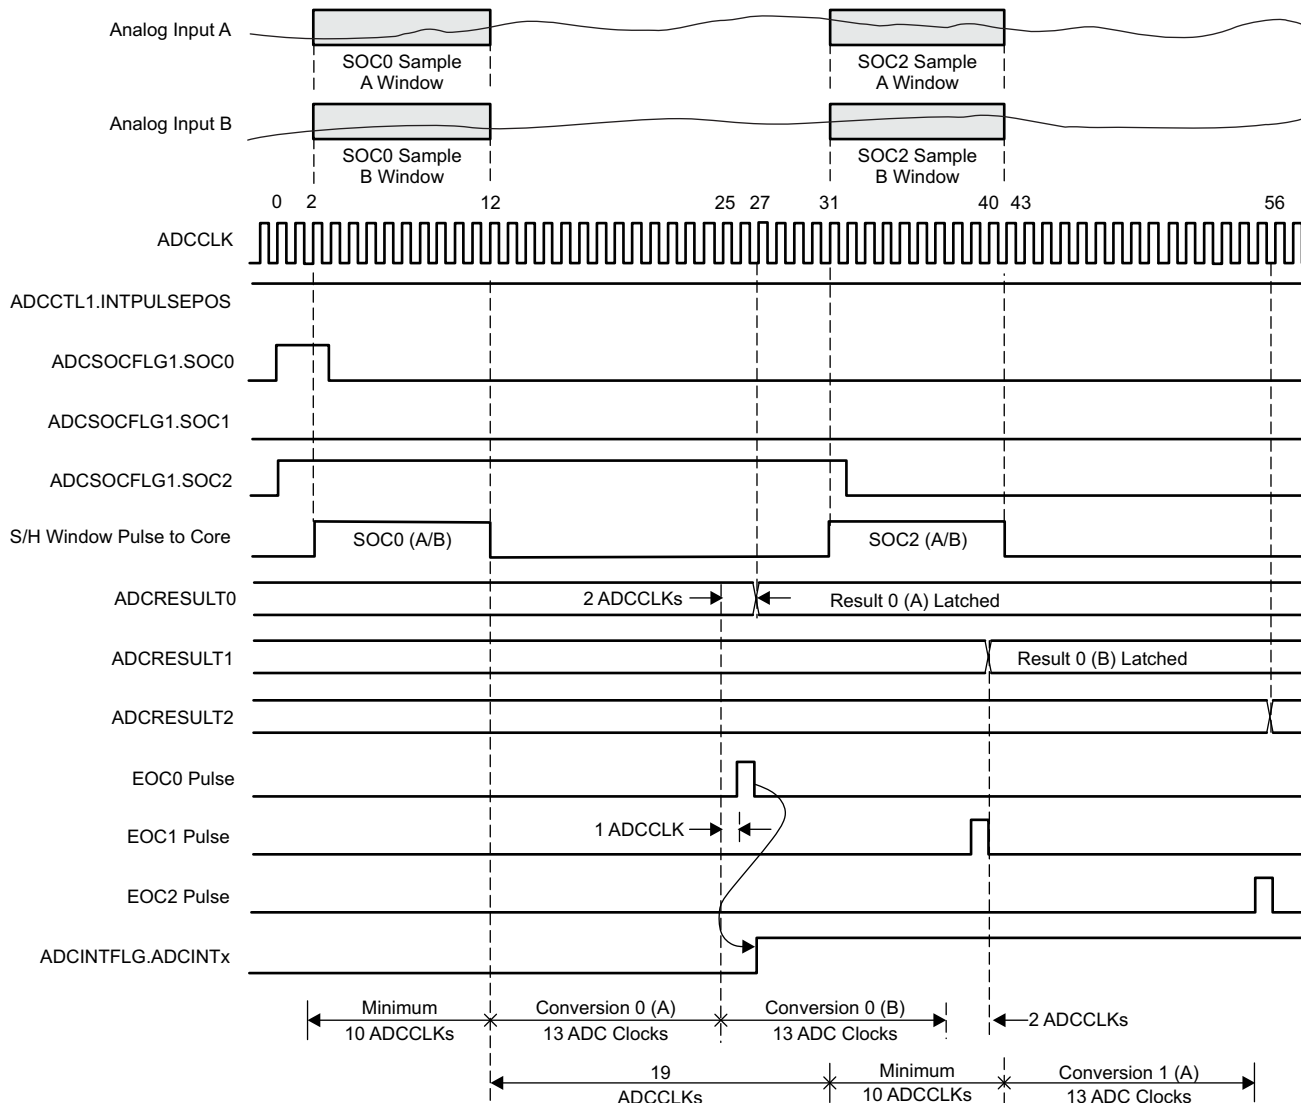 Analog Input A
SOC0 Sample
A Window
SOC2 Sample
A Window
Analog Input B
SOC0 Sample
B Window
SOC2 Sample
B Window
0 2 12 25 27 31 40 43 56
ADCCLK
ADCCTL1.INTPULSEPOS
ADCSOCFLG1.SOC0
ADCSOCFLG1.SOC1
ADCSOCFLG1.SOC2
S/H Window Pulse to Core
SOC0 (A/B)
SOC2 (A/B)
ADCRESULT0
2 ADCCLKs
Result 0 (A) Latched
ADCRESULT1
Result 0 (B) Latched
ADCRESULT2
EOC0 Pulse
EOC1 Pulse
1 ADCCLK
EOC2 Pulse
ADCINTFLG.ADCINTx
Minimum
10 ADCCLKs
Conversion 0 (A)
13 ADC Clocks
Conversion 0 (B)
13 ADC Clocks
2 ADCCLKs
19
ADCCLKs
Minimum
10 ADCCLKs
Conversion 1 (A)
13 ADC Clocks